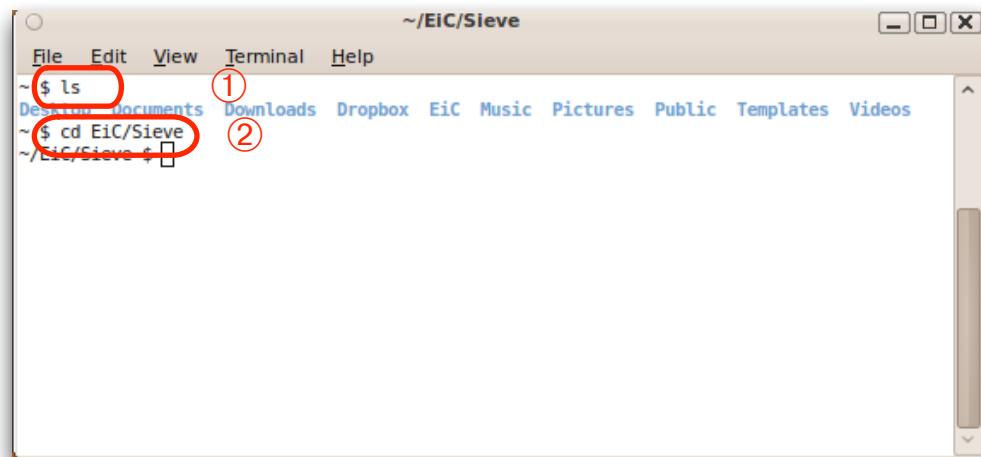 ~/EiC/Sieve
File Edit View Terminal Help
~ $ ls ①
Desktop Documents Downloads Dropbox EiC Music Pictures Public Templates Videos
~ $ cd EiC/Sieve ②
~/EiC/Sieve $